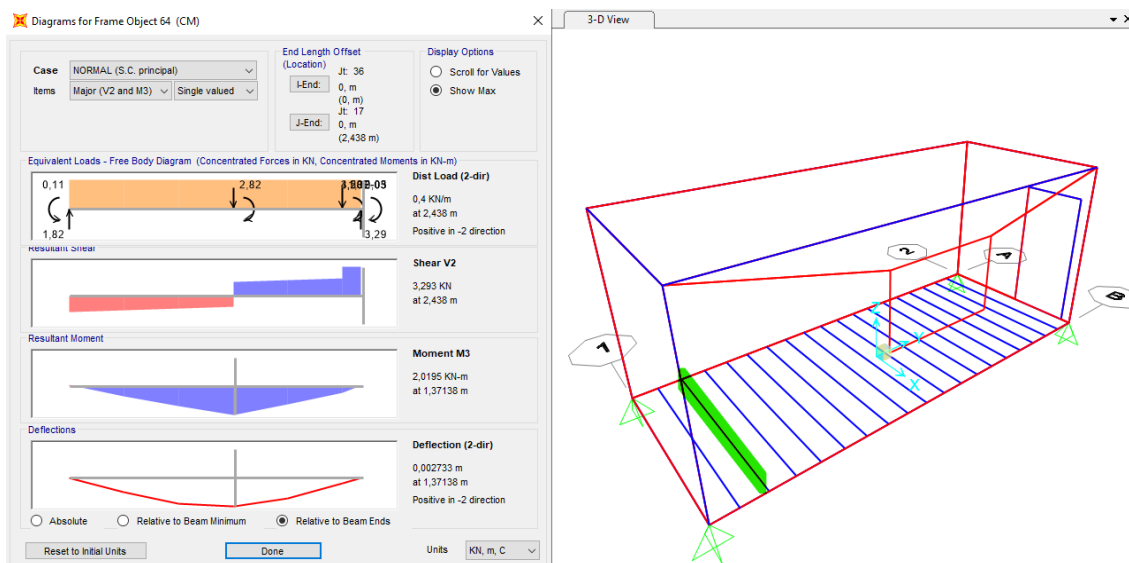 Diagrams for Frame Object 64 (CM)
Case NORMAL (S.C. principal)
Items Major (V2 and M3) Single valued
End Length Offset
(Location)
Jt: 36
I-End: 0, m
(0, m)
Jt: 17
J-End: 0, m
(2,438 m)
Display Options
Scroll for Values
Show Max
Equivalent Loads - Free Body Diagram (Concentrated Forces in KN, Concentrated Moments in KN-m)
0,11
2,82
1,82
3,29
Dist Load (2-dir)
0,4 KN/m
at 2,438 m
Positive in -2 direction
Resultant Shear
Shear V2
3,293 KN
at 2,438 m
Resultant Moment
Moment M3
2,0195 KN-m
at 1,37138 m
Deflections
Deflection (2-dir)
0,002733 m
at 1,37138 m
Positive in -2 direction
Absolute Relative to Beam Minimum Relative to Beam Ends
Reset to Initial Units Done Units KN, m, C
3-D View
2
A
B
1
Z
Y
X